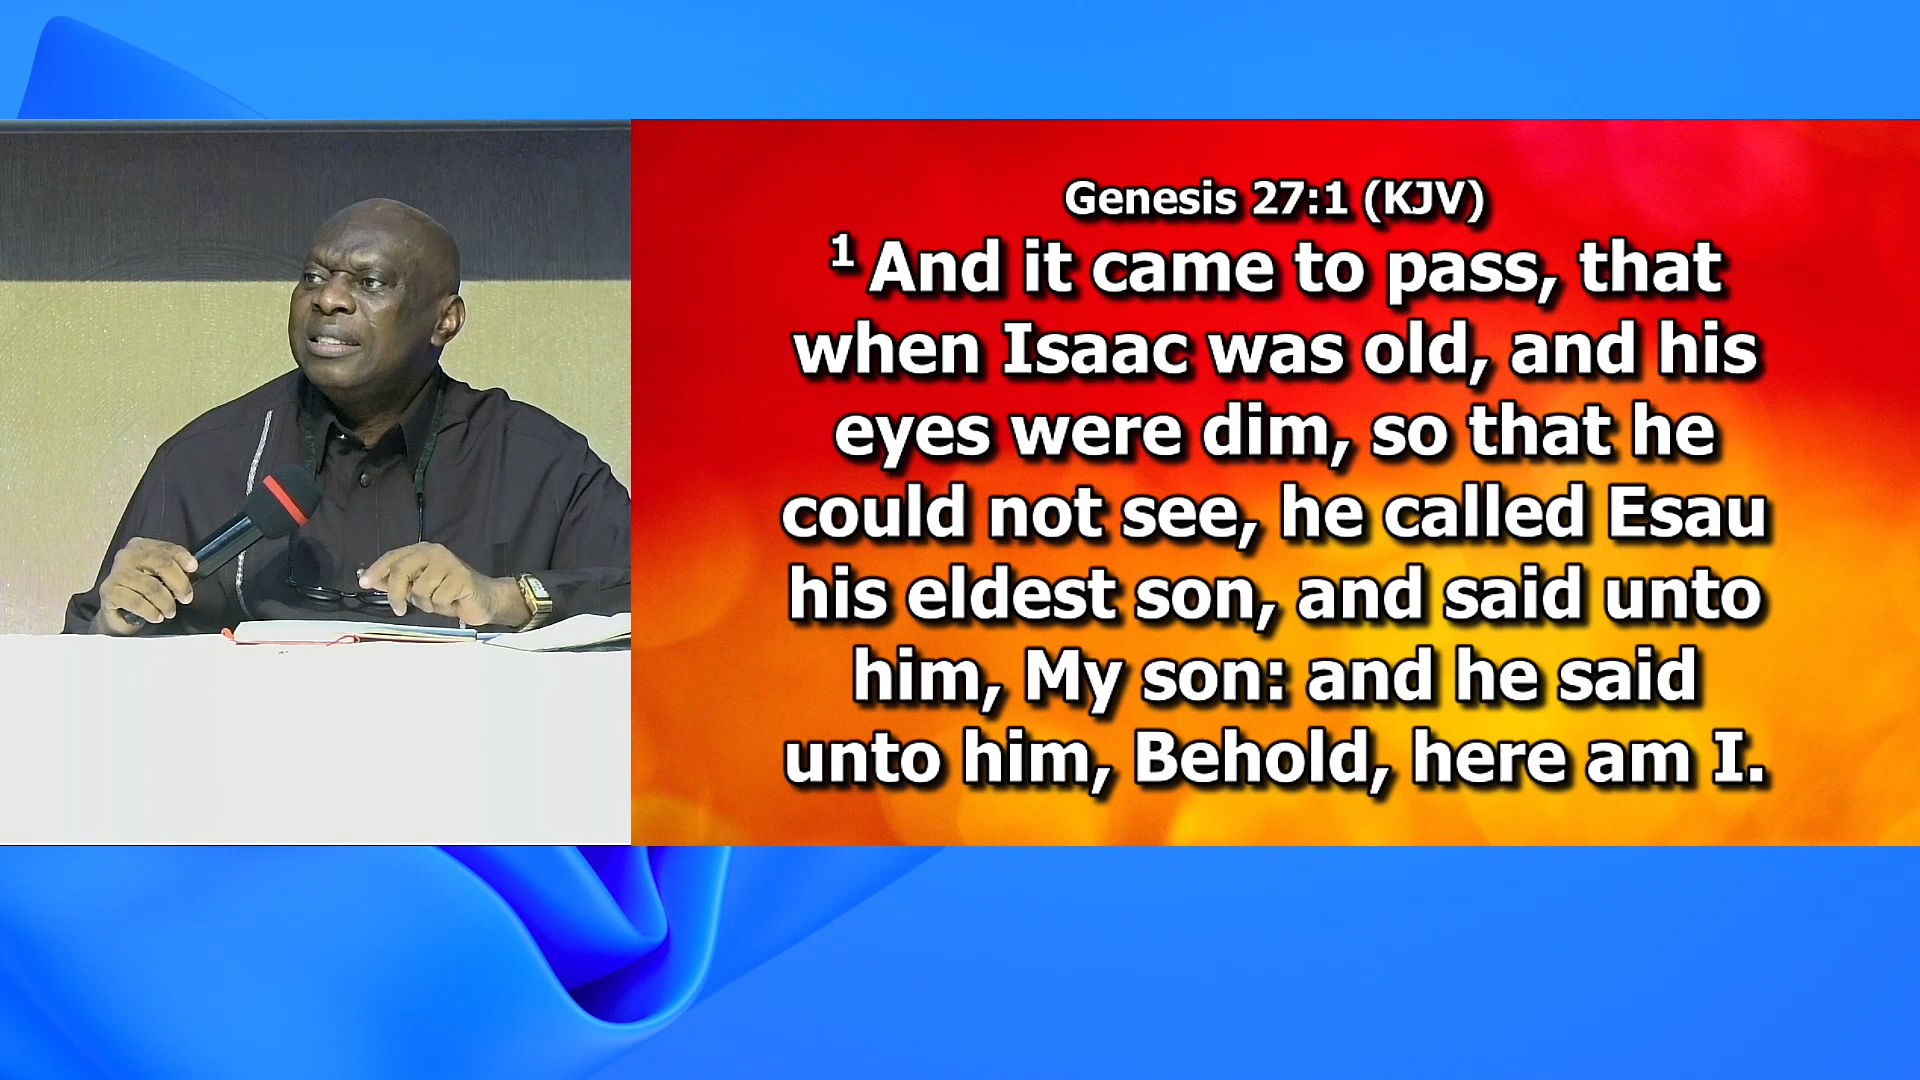 Genesis 27:1 (KJV)
1 And it came to pass, that
when Isaac was old, and his
eyes were dim, so that he
could not see, he called Esau
his eldest son, and said unto
him, My son: and he said
unto him, Behold, here am I.